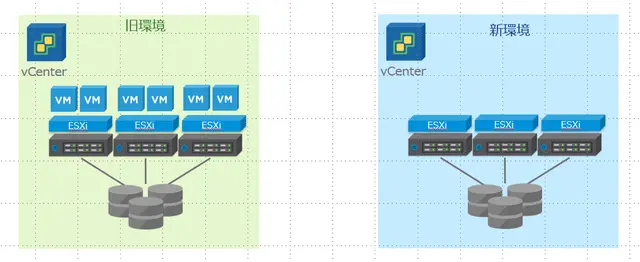 旧環境
vCenter
VM VM VM VM VM VM
ESXi ESXi ESXi
新環境
vCenter
ESXi ESXi ESXi